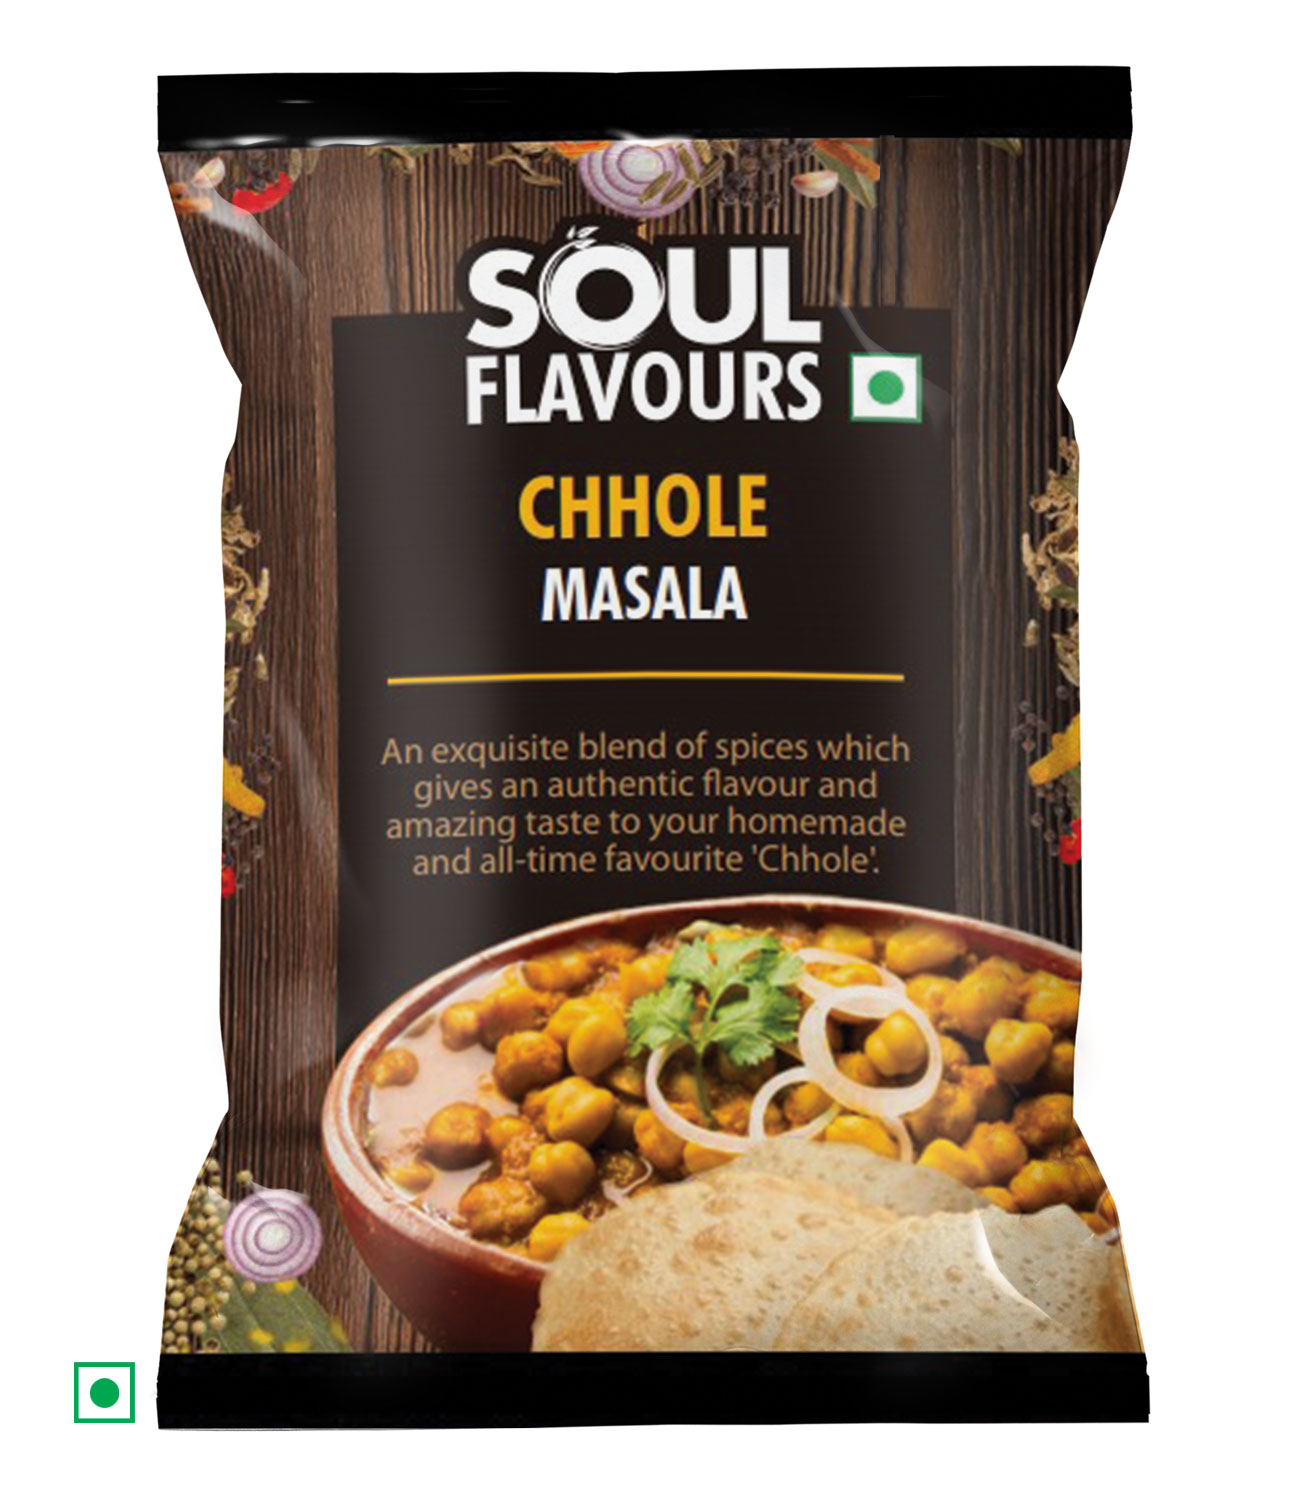 SOUL
FLAVOURS
CHHOLE
MASALA
An exquisite blend of spices which
gives an authentic flavour and
amazing taste to your homemade
and all-time favourite 'Chhole'.